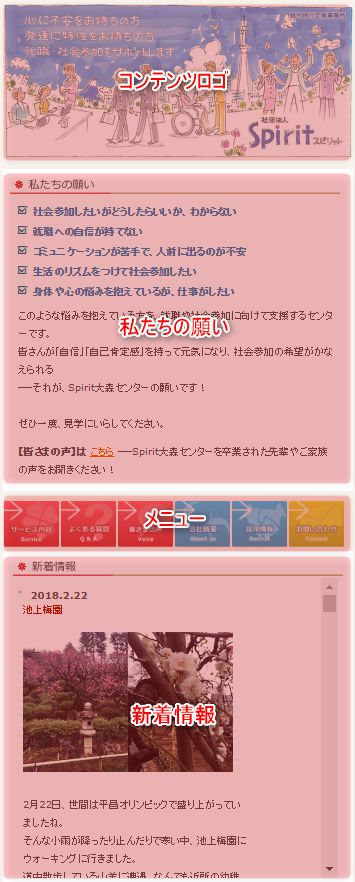 心に不安をお持ちの方
発達に特性をお持ちの方
就職・社会参加をサポートします
就労移行支援事業所
コンテンツロゴ
社団法人
Spirit スピリット
私たちの願い
社会参加したいがどうしたらいいか、わからない
就職への自信が持てない
コミュニケーションが苦手で、人前に出るのが不安
生活のリズムをつけて社会参加したい
身体や心の悩みを抱えているが、仕事がしたい
このような悩みを抱えている方を、就職や社会参加に向けて支援するセンターです。
私たちの願い
皆さんが「自信」「自己肯定感」を持って元気になり、社会参加の希望がかなえられる
──それが、Spirit大森センターの願いです！
ぜひ一度、見学にいらしてください。
【皆さまの声】は こちら ──Spirit大森センターを卒業された先輩やご家族の声をお聞きください！
メニュー
サービス内容 よくある質問 皆さまの声 会社概要 採用情報 お問い合わせ
Service Q & A Voice About us Recruit Contact
新着情報
2018.2.22
池上梅園
新着情報
2月22日、世間は平昌オリンピックで盛り上がっていましたね。
そんな小雨が降ったり止んだりで寒い中、池上梅園にウォーキングに行きました。